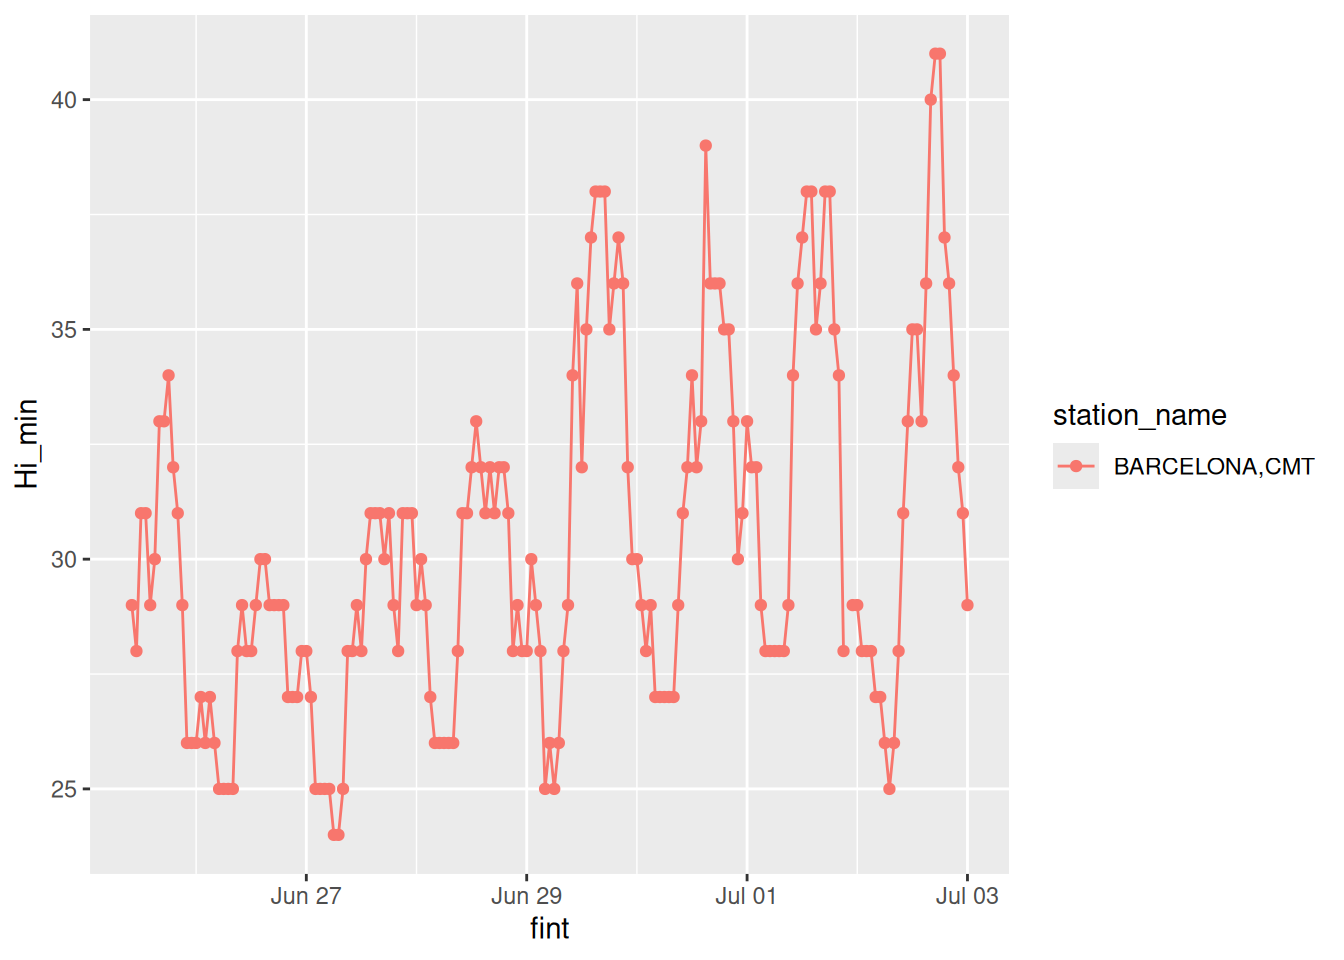 40
35
30
25
Hi_min
Jun 27
Jun 29
Jul 01
Jul 03
fint
station_name
BARCELONA,CMT